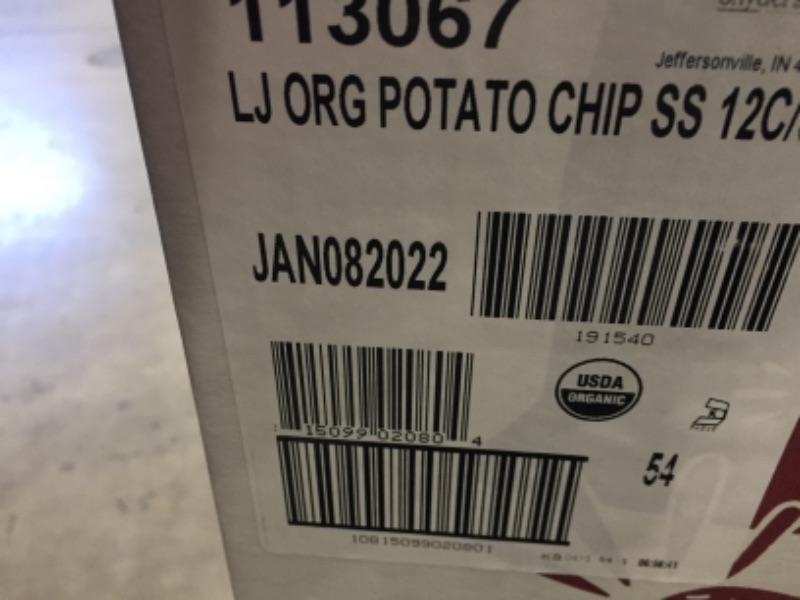 113067
Jeffersonville, IN
LJ ORG POTATO CHIP SS 12C/
JAN082022
191540
USDA
ORGANIC
15099 02080 4
54
10815099020801